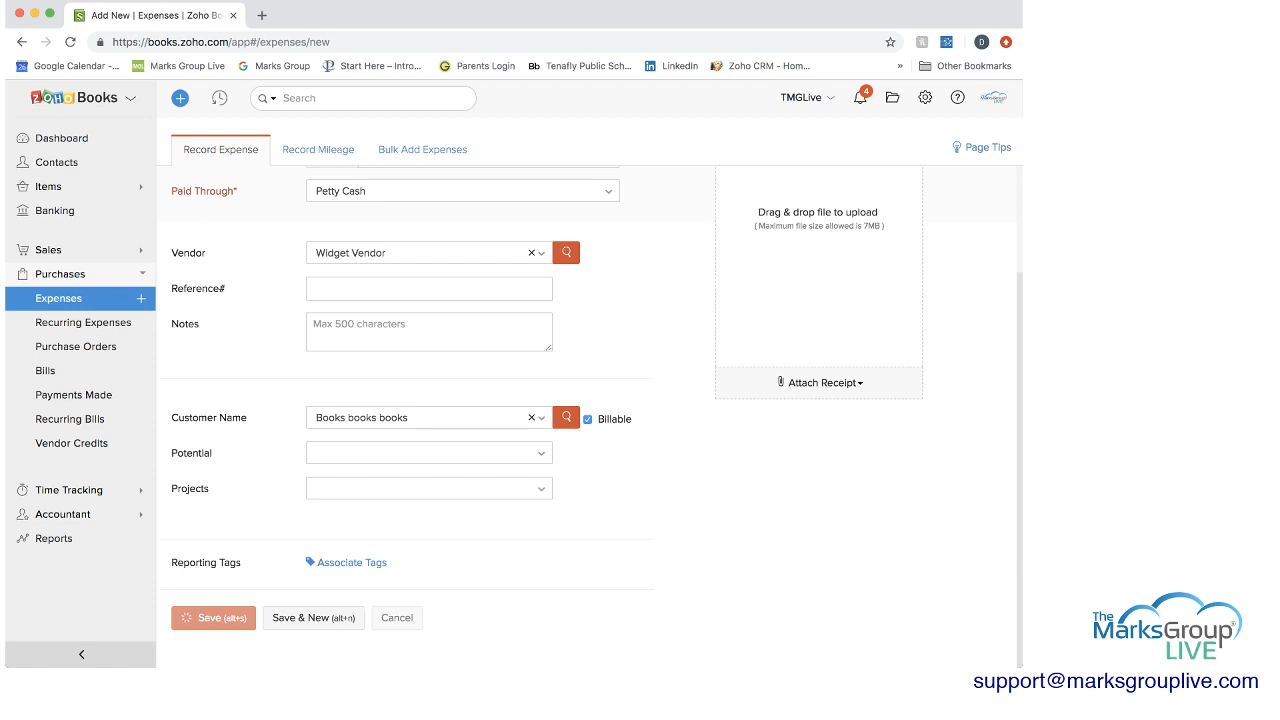 Add New | Expenses | Zoho Bo
https://books.zoho.com/app#/expenses/new
D
Google Calendar -...
Marks Group Live
Marks Group
Start Here – Intro...
Parents Login
Bb Tenafly Public Sch...
LinkedIn
Zoho CRM - Hom...
»
Other Bookmarks
ZOHO Books
Search
TMGLive
4
Dashboard
Contacts
Items
Banking
Sales
Purchases
Expenses
Recurring Expenses
Purchase Orders
Bills
Payments Made
Recurring Bills
Vendor Credits
Time Tracking
Accountant
Reports
Record Expense
Record Mileage
Bulk Add Expenses
Page Tips
Paid Through*
Petty Cash
Vendor
Widget Vendor
Reference#
Notes
Max 500 characters
Customer Name
Books books books
Billable
Potential
Projects
Reporting Tags
Associate Tags
Save (alt+s)
Save & New (alt+n)
Cancel
Drag & drop file to upload
( Maximum file size allowed is 7MB )
Attach Receipt
The
MarksGroup®
LIVE
support@marksgrouplive.com